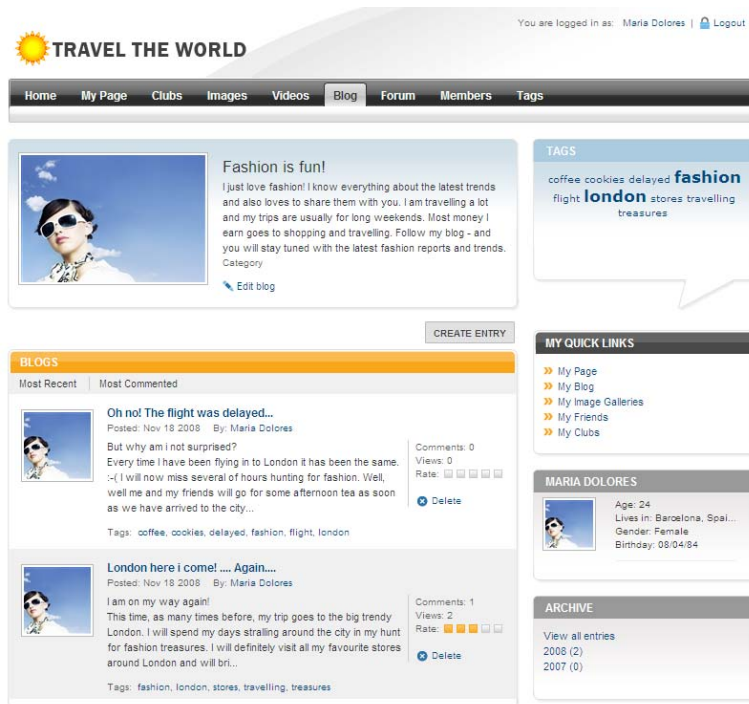 You are logged in as: Maria Dolores | Logout
TRAVEL THE WORLD
Home My Page Clubs Images Videos Blog Forum Members Tags
Fashion is fun!
I just love fashion! I know everything about the latest trends
and also loves to share them with you. I am travelling a lot
and my trips are usually for long weekends. Most money I
earn goes to shopping and travelling. Follow my blog - and
you will stay tuned with the latest fashion reports and trends.
Category
Edit blog
TAGS
coffee cookies delayed fashion
flight london stores travelling
treasures
CREATE ENTRY
BLOGS
Most Recent Most Commented
Oh no! The flight was delayed...
Posted: Nov 18 2008 By: Maria Dolores
But why am i not surprised?
Every time I have been flying in to London it has been the same.
:-( I will now miss several of hours hunting for fashion. Well,
well me and my friends will go for some afternoon tea as soon
as we have arrived to the city...
Tags: coffee, cookies, delayed, fashion, flight, london
Comments: 0
Views: 0
Rate:
Delete
London here i come! .... Again....
Posted: Nov 18 2008 By: Maria Dolores
I am on my way again!
This time, as many times before, my trip goes to the big trendy
London. I will spend my days stralling around the city in my hunt
for fashion treasures. I will definitely visit all my favourite stores
around London and will bri...
Tags: fashion, london, stores, travelling, treasures
Comments: 1
Views: 2
Rate:
Delete
MY QUICK LINKS
My Page
My Blog
My Image Galleries
My Friends
My Clubs
MARIA DOLORES
Age: 24
Lives in: Barcelona, Spai...
Gender: Female
Birthday: 08/04/84
ARCHIVE
View all entries
2008 (2)
2007 (0)